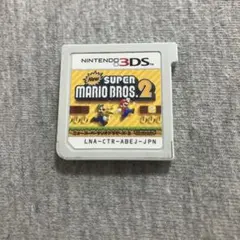 NINTENDO 3DS
New SUPER
MARIO BROS. 2
LNA-CTR-ABEJ-JPN